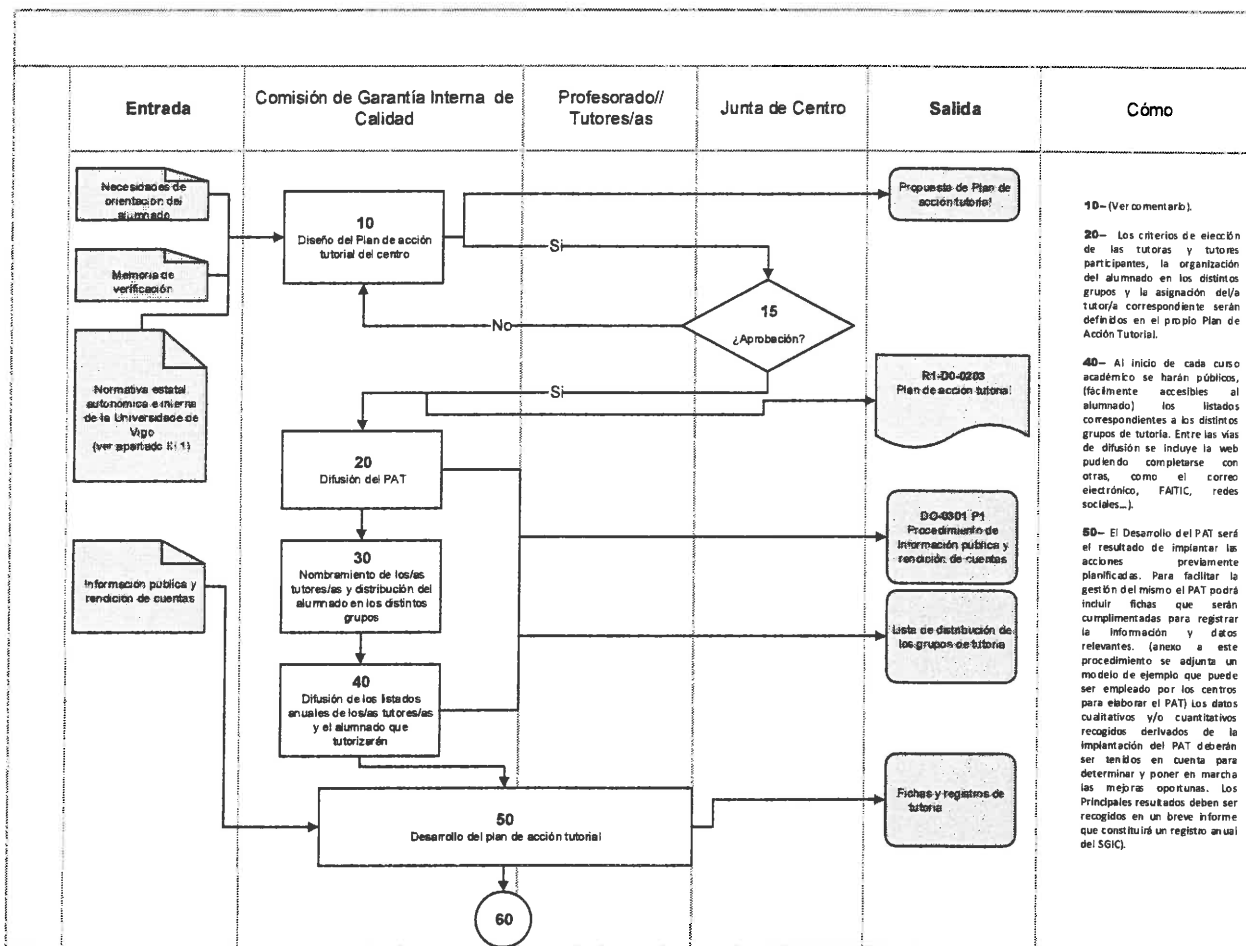 Entrada
Comisión de Garantía Interna de
Calidad
Profesorado//
Tutores/as
Junta de Centro
Salida
Cómo
Necesidades de
orientación del
alumnado
Memoria de
verificación
Normativa estatal
autonómica e interna
de la Universidade de
Vigo
(ver apartado
10
Diseño del Plan de acción
tutorial del centro
Si
No
15
¿Aprobación?
Si
Propuesta de Plan de
acción tutorial
R1-DO-0203
Plan de acción tutorial
20
Difusión del PAT
DO-0301 P1
Procedimiento de
Información publica y
rendición de cuentas
Información publica y
rendición de cuentas
30
Nombramiento de los/as
tutores/as y distribución del
alumnado en los distintos
grupos
Lista de distribución de
los grupos de tutoria
40
Difusión de los listados
anuales de los/as tutores/as
y el alumnado que
tutorizarán
50
Desarrollo del plan de acción tutorial
Fichas y registros de
tutoria
60
10– (Ver comentario).
20– Los criterios de elección
de las tutoras y tutores
participantes, la organización
del alumnado en los distintos
grupos y la asignación del/a
tutor/a correspondiente serán
definidos en el propio Plan de
Acción Tutorial.
40– Al inicio de cada curso
académico se harán públicos,
(fácilmente accesibles al
alumnado) los listados
correspondientes a los distintos
grupos de tutoría. Entre las vías
de difusión se incluye la web
pudiendo completarse con
otras, como el correo
electrónico, FAITIC, redes
sociales...).
50– El Desarrollo del PAT será
el resultado de implantar las
acciones previamente
planificadas. Para facilitar la
gestión del mismo el PAT podrá
incluir fichas que serán
cumplimentadas para registrar
la información y datos
relevantes. (anexo a este
procedimiento se adjunta un
modelo de ejemplo que puede
ser empleado por los centros
para elaborar el PAT) Los datos
cualitativos y/o cuantitativos
recogidos derivados de la
implantación del PAT deberán
ser tenidos en cuenta para
determinar y poner en marcha
las mejoras oportunas. Los
Principales resultados deben ser
recogidos en un breve informe
que constituirá un registro anual
del SGIC).